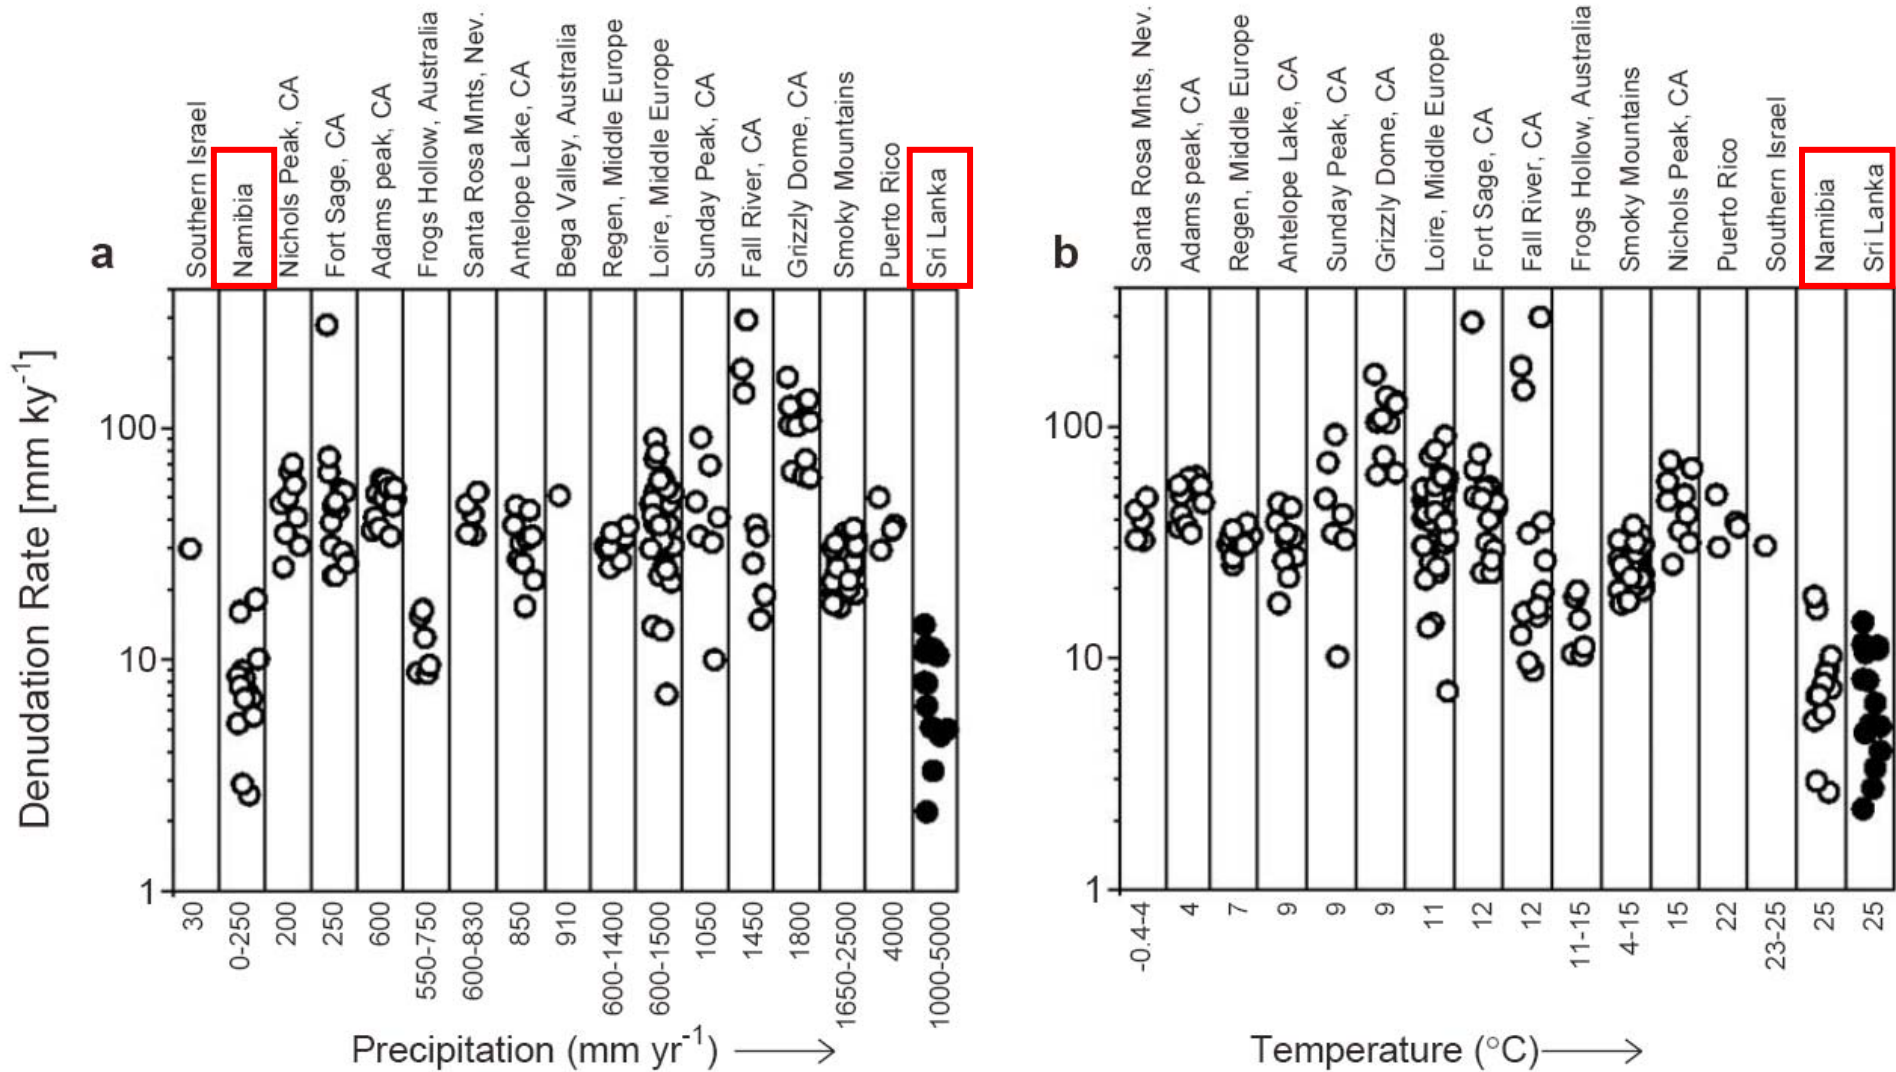 a
Southern Israel
Namibia
Nichols Peak, CA
Fort Sage, CA
Adams peak, CA
Frogs Hollow, Australia
Santa Rosa Mnts, Nev.
Antelope Lake, CA
Bega Valley, Australia
Regen, Middle Europe
Loire, Middle Europe
Sunday Peak, CA
Fall River, CA
Grizzly Dome, CA
Smoky Mountains
Puerto Rico
Sri Lanka
Denudation Rate [mm ky-1]
100
10
1
30
0-250
200
250
600
550-750
600-830
850
910
600-1400
600-1500
1050
1450
1800
1650-2500
4000
1000-5000
Precipitation (mm yr-1)
b
Santa Rosa Mnts, Nev.
Adams peak, CA
Regen, Middle Europe
Antelope Lake, CA
Sunday Peak, CA
Grizzly Dome, CA
Loire, Middle Europe
Fort Sage, CA
Fall River, CA
Frogs Hollow, Australia
Smoky Mountains
Nichols Peak, CA
Puerto Rico
Southern Israel
Namibia
Sri Lanka
100
10
1
-0.4-4
4
7
9
9
9
11
12
12
11-15
4-15
15
22
23-25
25
25
Temperature (°C)